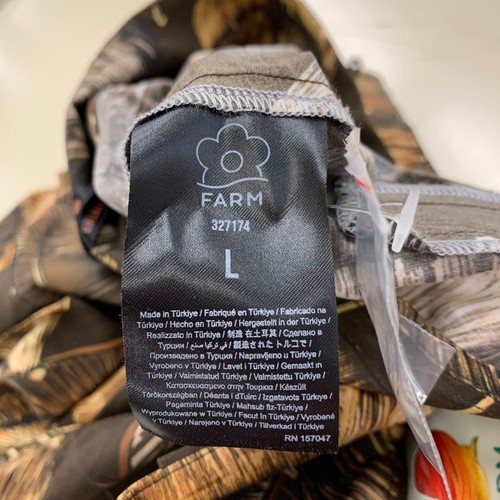 FARM
327174
L
Made in Türkiye / Fabriqué en Türkiye / Fabricado na
Türkiye / Hecho en Türkiye / Hergestellt in der Türkiye /
Realizzato in Türkiye / 制造 在土耳其 / Сделано в
Турции / في تركيا صنع / 製造された トルコで /
Произведено в Турция / Napravljeno u Türkiye /
Vyrobeno v Türkiye / Lavet i Türkiye / Gemaakt in
Türkiye / Valmistatud Türkiye / Valmistettu Türkiye /
Κατασκευασμένο στην Τουρκία / Készült
Törökországban / Déanta i dTuirc / Izgatavots Türkiye /
Pagaminta Türkiye / Mahsub fiz-Türkiye /
Wyprodukowane w Türkiye / Facut în Türkiye / Vyrobené
v Türkiye / Narejeno v Türkiye / Tillverkad i Türkiye
RN 157047